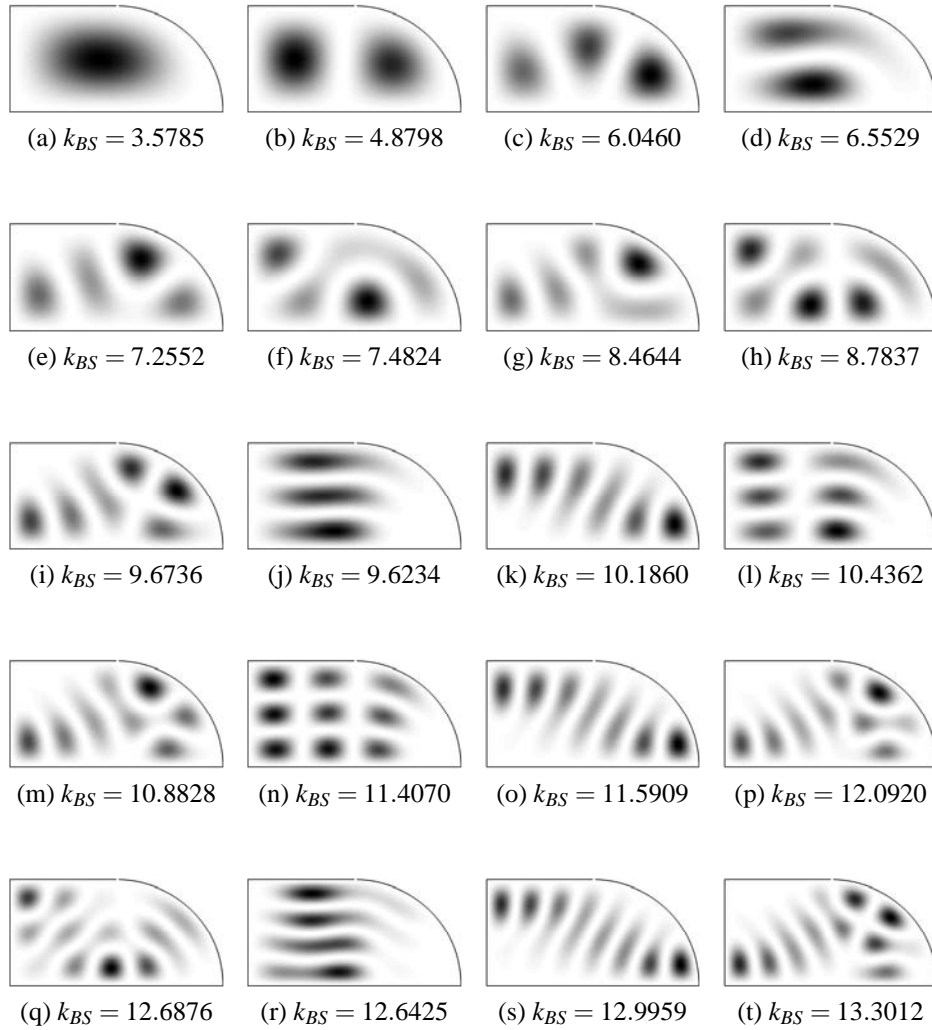 (a) k_BS = 3.5785 (b) k_BS = 4.8798 (c) k_BS = 6.0460 (d) k_BS = 6.5529
(e) k_BS = 7.2552 (f) k_BS = 7.4824 (g) k_BS = 8.4644 (h) k_BS = 8.7837
(i) k_BS = 9.6736 (j) k_BS = 9.6234 (k) k_BS = 10.1860 (l) k_BS = 10.4362
(m) k_BS = 10.8828 (n) k_BS = 11.4070 (o) k_BS = 11.5909 (p) k_BS = 12.0920
(q) k_BS = 12.6876 (r) k_BS = 12.6425 (s) k_BS = 12.9959 (t) k_BS = 13.3012